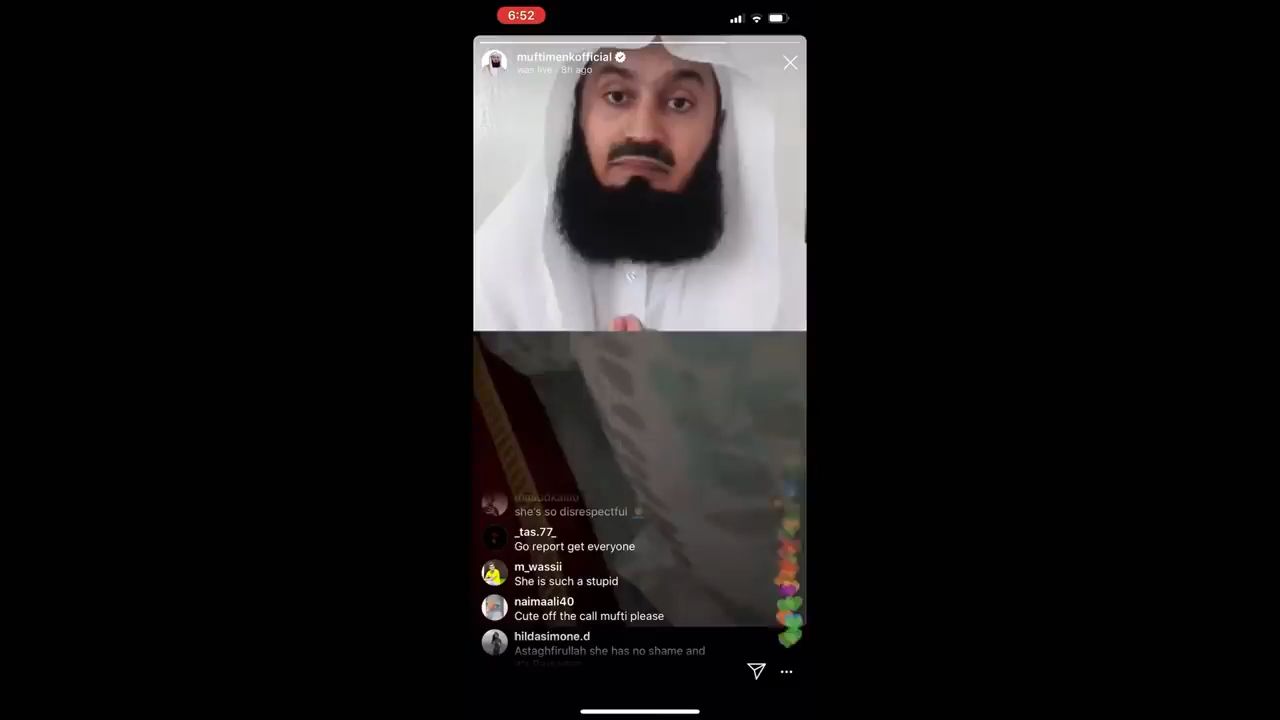 6:52
muftimenkofficial
was live · 8h ago
she's so disrespectful
_tas.77_
Go report get everyone
m_wassii
She is such a stupid
naimaali40
Cute off the call mufti please
hildasimone.d
Astaghfirullah she has no shame and